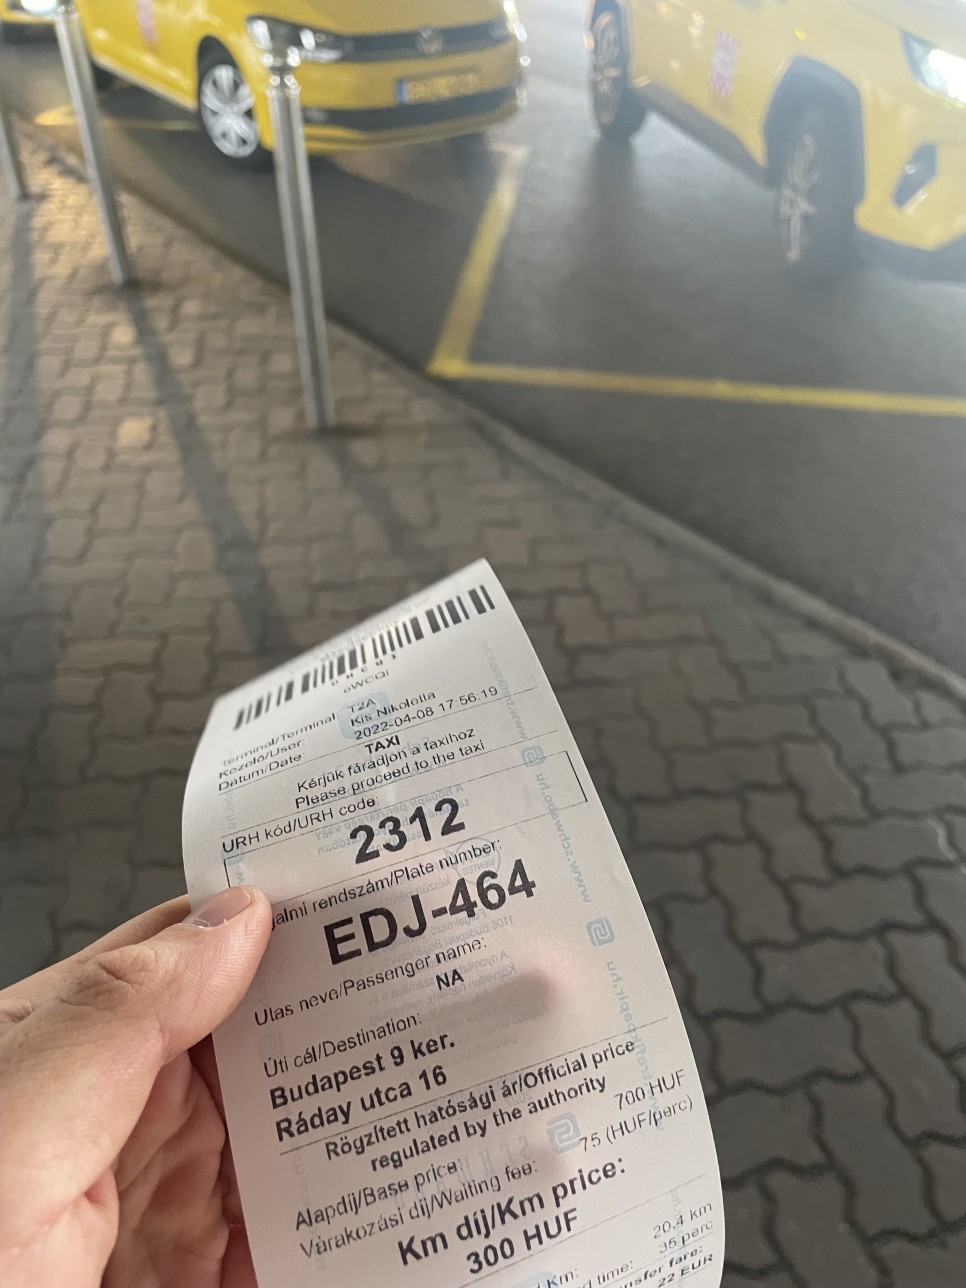 Terminal/Terminal: T2A
Kezelő/User: Kis Nikoletta
Dátum/Date: 2022-04-08 17:56:19
TAXI
Kérjük fáradjon a taxihoz
Please proceed to the taxi
URH kód/URH code:
2312
rendszám/Plate number:
EDJ-464
Utas neve/Passenger name:
NA
Úti cél/Destination:
Budapest 9 ker.
Ráday utca 16
Rögzített hatósági ár/Official price
regulated by the authority
Alapdíj/Base price: 700 HUF
Várakozási díj/Waiting fee: 75 (HUF/perc)
Km díj/Km price:
300 HUF
Km: 20.4 km
time: 35 perc
fare:
22 EUR